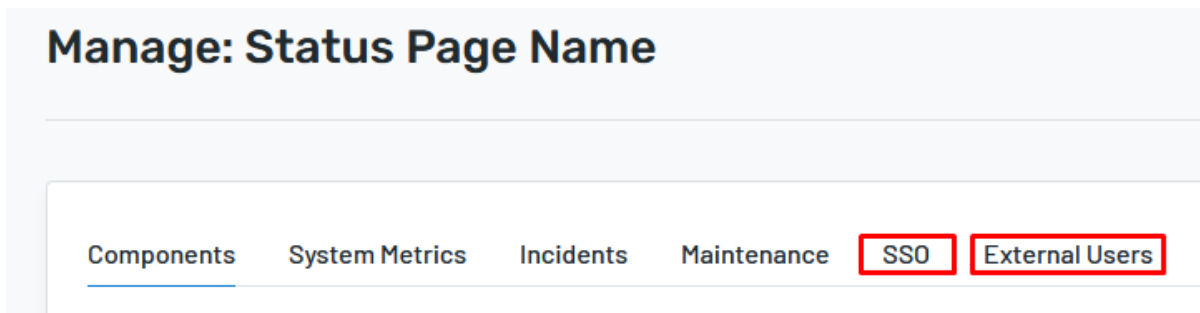 Manage: Status Page Name
Components System Metrics Incidents Maintenance SSO External Users